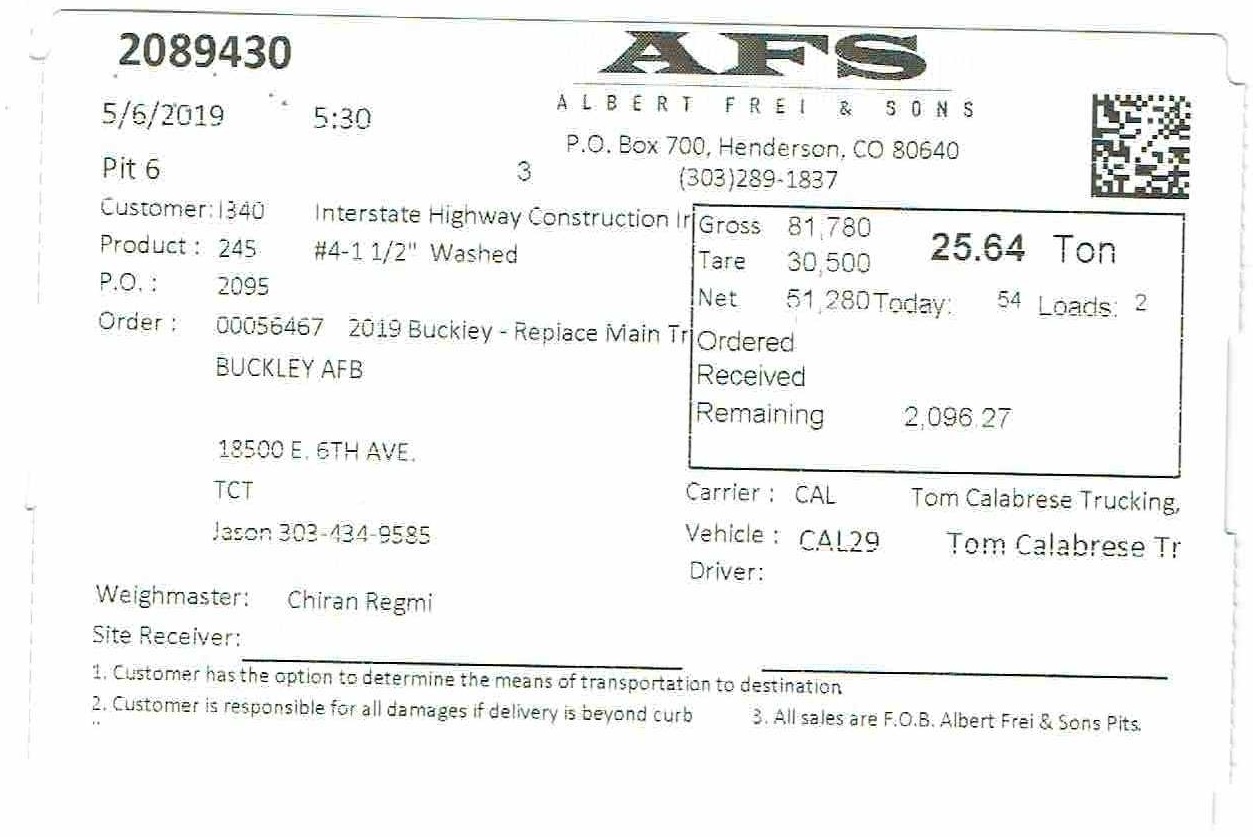 2089430
AFS
ALBERT FREI & SONS
5/6/2019 5:30
P.O. Box 700, Henderson, CO 80640
(303)289-1837
Pit 6 3
Customer: I340 Interstate Highway Construction In
Product : 245 #4-1 1/2" Washed
P.O. : 2095
Order : 00056467 2019 Buckley - Replace Main Tr
BUCKLEY AFB
18500 E. 6TH AVE.
TCT
Jason 303-434-9585
Gross 81,780 25.64 Ton
Tare 30,500
Net 51,280 Today: 54 Loads: 2
Ordered
Received
Remaining 2,096.27
Carrier : CAL Tom Calabrese Trucking,
Vehicle : CAL29 Tom Calabrese Tr
Driver:
Weighmaster: Chiran Regmi
Site Receiver:
1. Customer has the option to determine the means of transportation to destination
2. Customer is responsible for all damages if delivery is beyond curb 3. All sales are F.O.B. Albert Frei & Sons Pits.